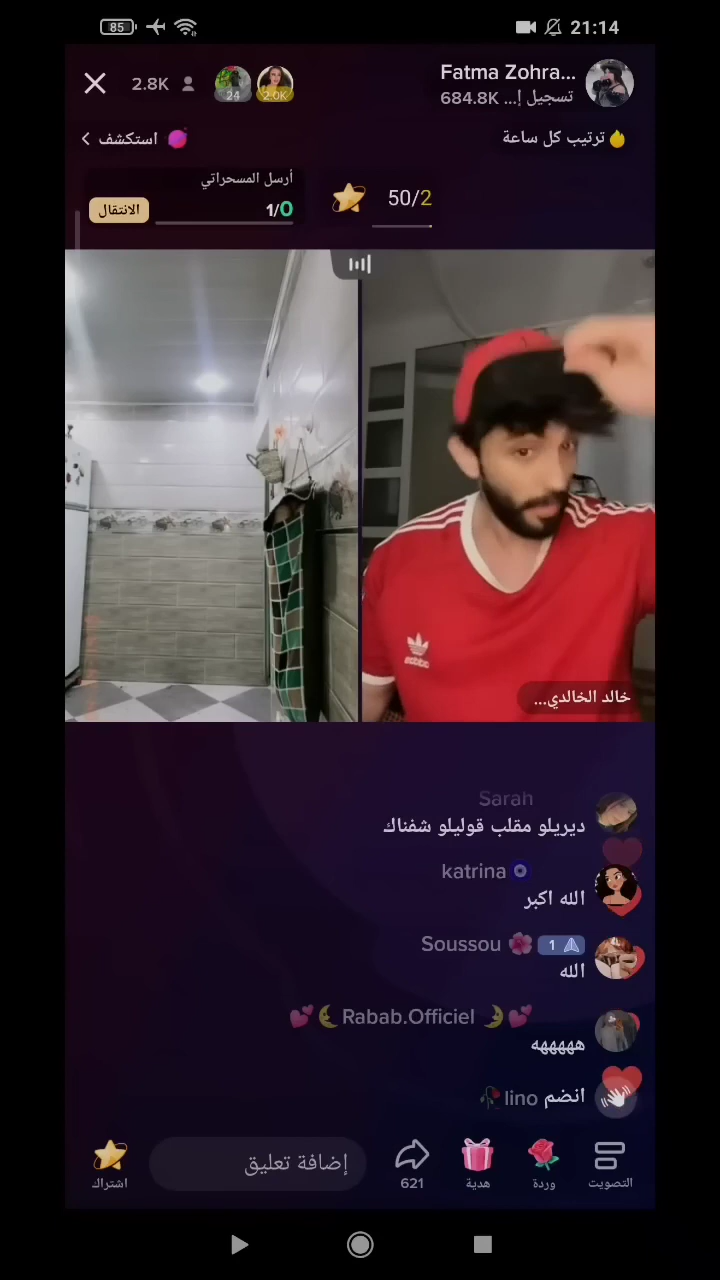 85
21:14
2.8K
24
2.0K
Fatma Zohra...
684.8K تسجيل إ...
استكشف
ترتيب كل ساعة
أرسل المسحراتي
الانتقال
1/0
50/2
خالد الخالدي...
Sarah
ديريلو مقلب قوليلو شفناك
katrina
الله اكبر
Soussou 1
الله
Rabab.Officiel
هههههه
lino انضم
إضافة تعليق
اشتراك
621
هدية
وردة
التصويت